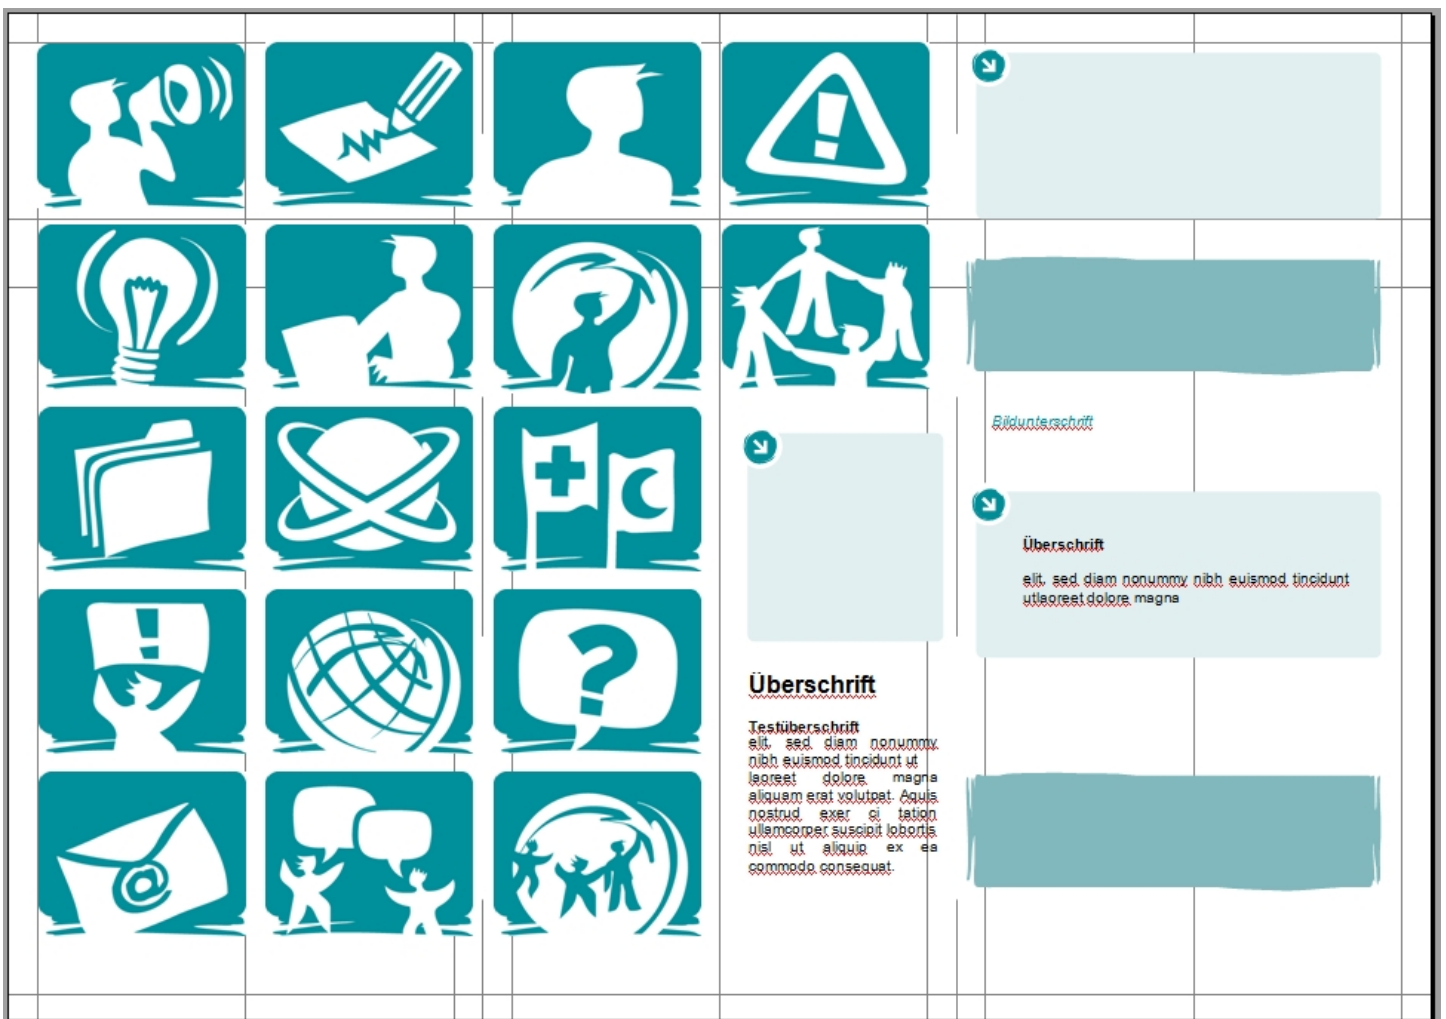 !
Bildunterschrift
Überschrift
elit, sed diam nonummy nibh euismod tincidunt
utlaoreet dolore magna
!
?
Überschrift
Testüberschrift
elit, sed diam nonummy
nibh euismod tincidunt ut
laoreet dolore magna
aliquam erat volutpat. Aquis
nostrud exer ci tation
ullamcorper suscipit lobortis
nisl ut aliquip ex ea
commodo consequat.
@